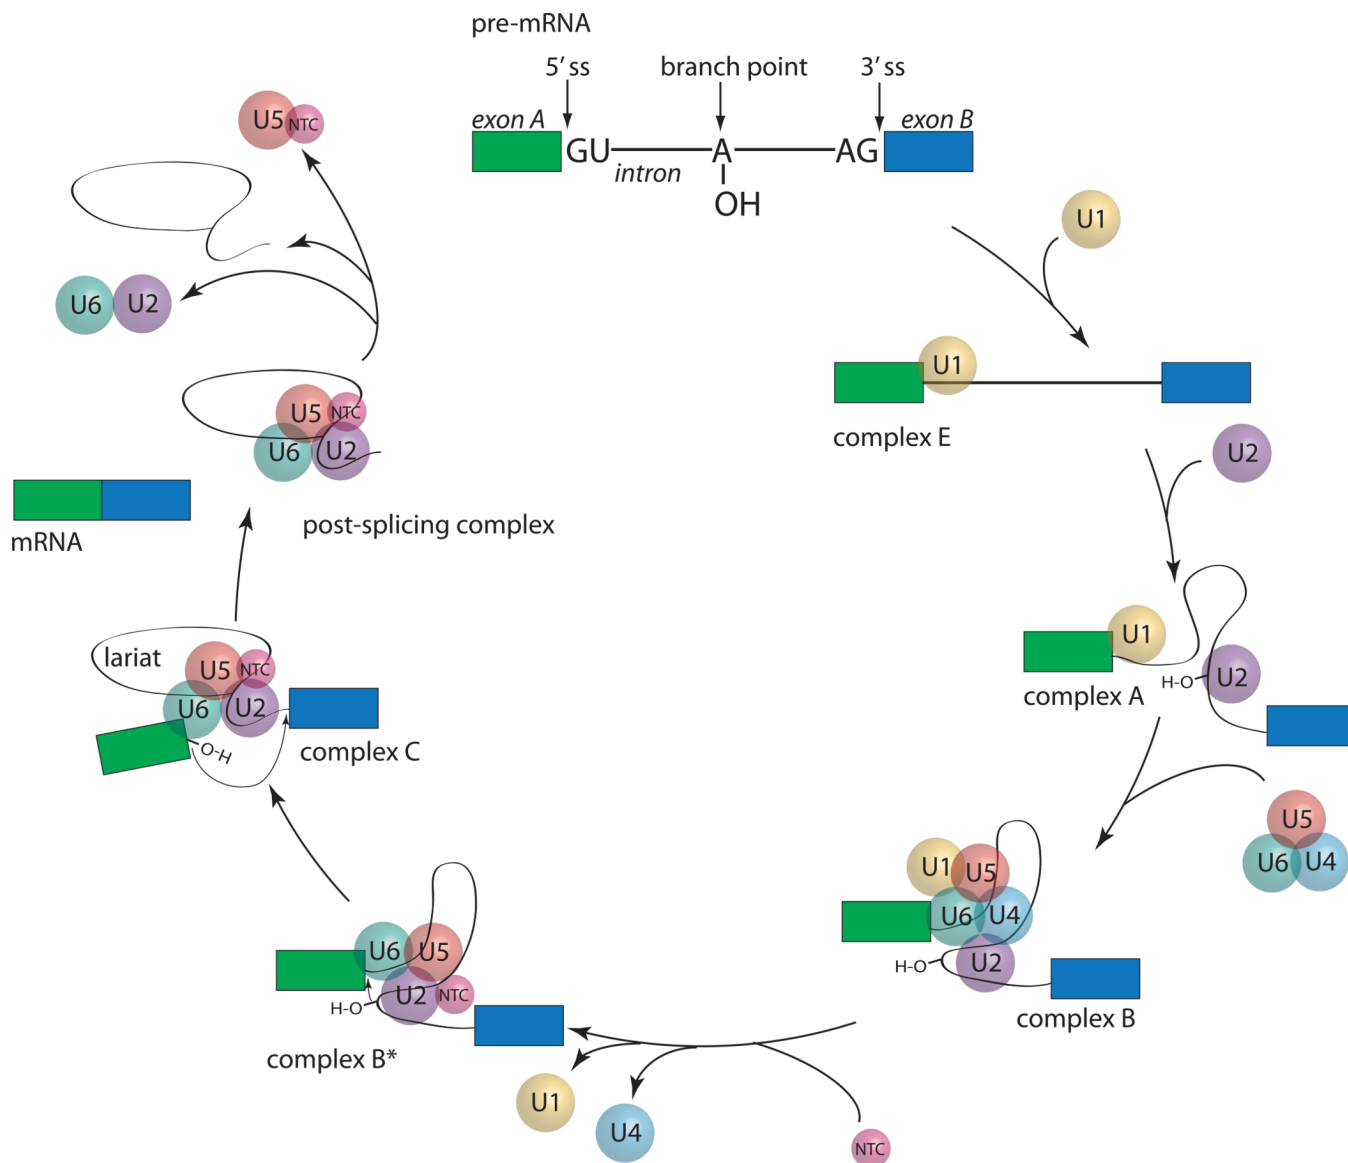 pre-mRNA
5' ss
branch point
3' ss
exon A
exon B
GU
A
AG
intron
OH
U1
U1
complex E
U2
U1
H-O
U2
complex A
U5
U6
U4
U1
U5
U6
U4
H-O
U2
complex B
NTC
U1
U4
U6
U5
U2
NTC
H-O
complex B*
lariat
U5
NTC
U6
U2
O-H
complex C
U5
NTC
U6
U2
post-splicing complex
mRNA
U6
U2
U5
NTC